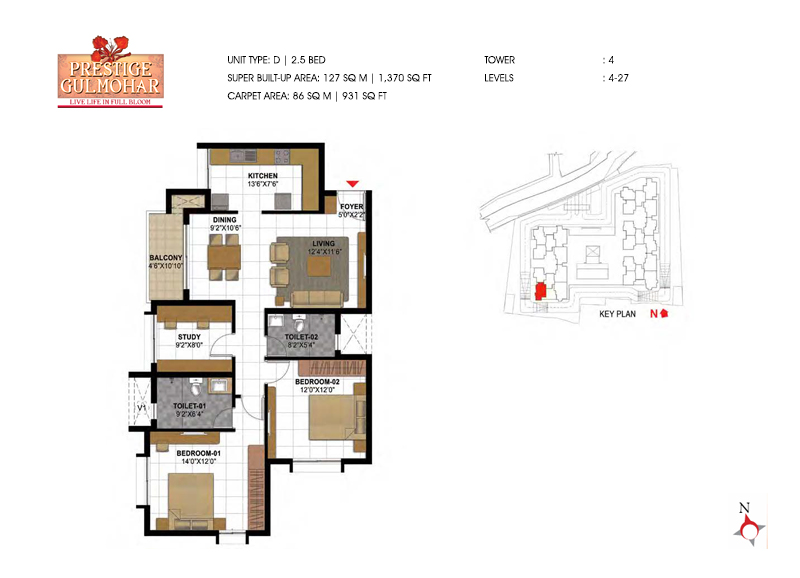 PRESTIGE
GULMOHAR
LIVE LIFE IN FULL BLOOM
UNIT TYPE: D | 2.5 BED
SUPER BUILT-UP AREA: 127 SQ M | 1,370 SQ FT
CARPET AREA: 86 SQ M | 931 SQ FT
TOWER : 4
LEVELS : 4-27
KITCHEN
13'6"X7'6"
FOYER
5'0"X2'2"
DINING
9'2"X10'6"
LIVING
12'4"X11'6"
BALCONY
4'6"X10'10"
STUDY
9'2"X8'0"
TOILET-02
8'2"X5'4"
BEDROOM-02
12'0"X12'0"
V1
TOILET-01
9'2"X6'4"
BEDROOM-01
14'0"X12'0"
KEY PLAN N
N